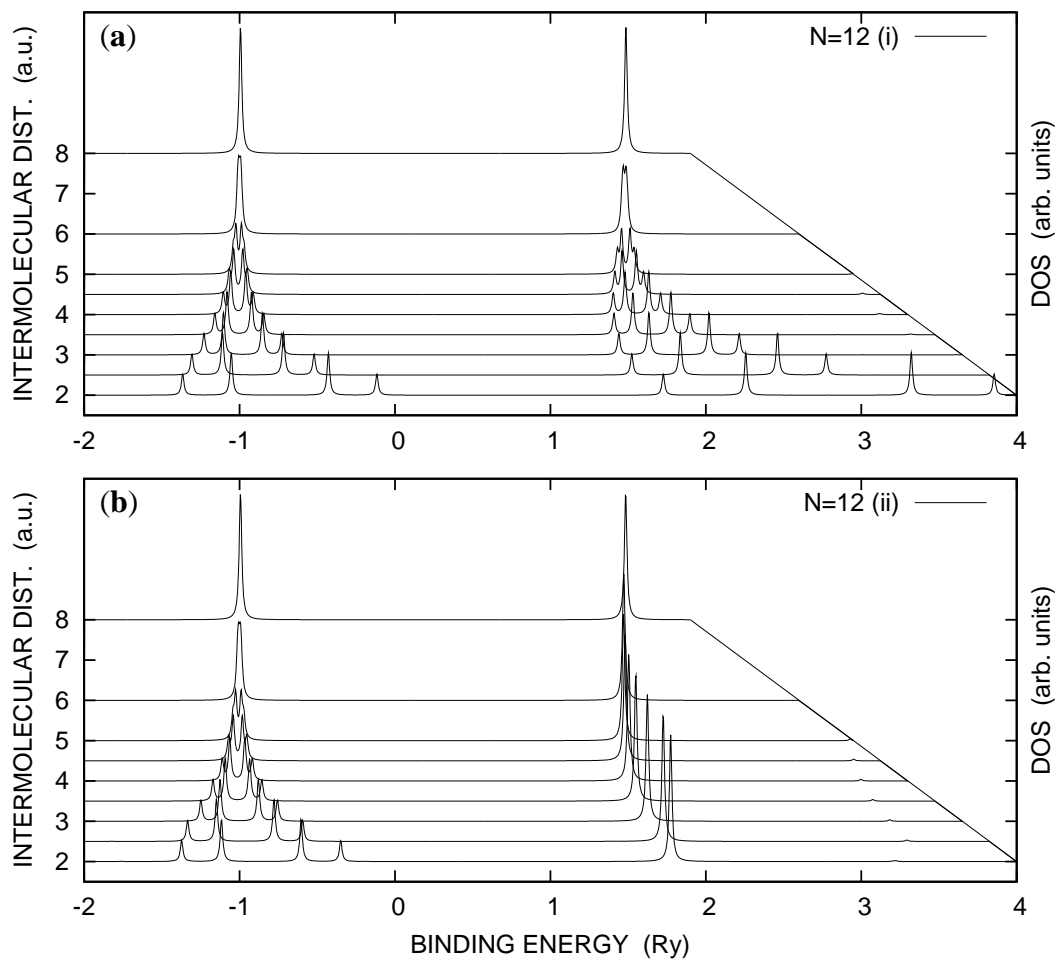 (a)
N=12 (i)
INTERMOLECULAR DIST. (a.u.)
DOS (arb. units)
8
7
6
5
4
3
2
-2 -1 0 1 2 3 4
(b)
N=12 (ii)
INTERMOLECULAR DIST. (a.u.)
DOS (arb. units)
8
7
6
5
4
3
2
-2 -1 0 1 2 3 4
BINDING ENERGY (Ry)